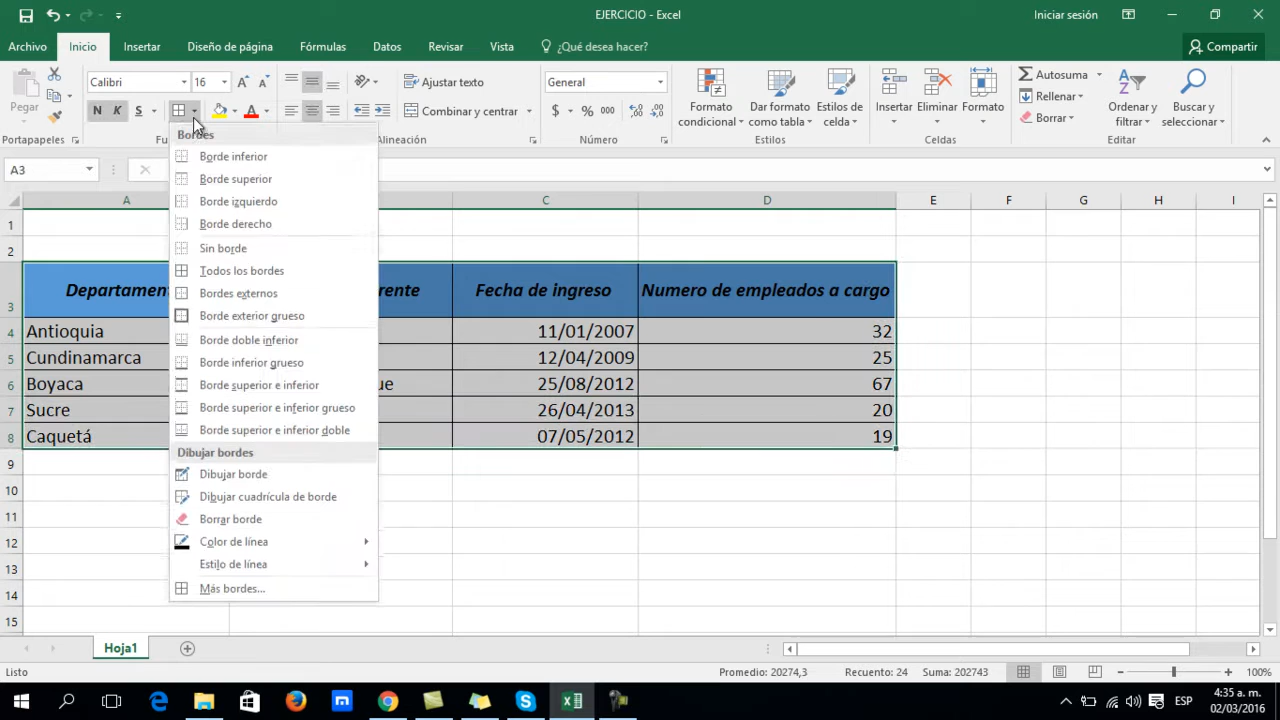 EJERCICIO - Excel
Iniciar sesión
Archivo Inicio Insertar Diseño de página Fórmulas Datos Revisar Vista ¿Qué desea hacer? Compartir
Pegar
Calibri 16
N K S A
Ajustar texto
Combinar y centrar
General
$ % 000
Formato condicional
Dar formato como tabla
Estilos de celda
Insertar
Eliminar
Formato
Autosuma
Rellenar
Borrar
Ordenar y filtrar
Buscar y seleccionar
Portapapeles Fu Alineación Número Estilos Celdas Editar
A3
Bordes
Borde inferior
Borde superior
Borde izquierdo
Borde derecho
Sin borde
Todos los bordes
Bordes externos
Borde exterior grueso
Borde doble inferior
Borde inferior grueso
Borde superior e inferior
Borde superior e inferior grueso
Borde superior e inferior doble
Dibujar bordes
Dibujar borde
Dibujar cuadrícula de borde
Borrar borde
Color de línea
Estilo de línea
Más bordes...
A C D E F G H I
1
2
3 Departamen rente Fecha de ingreso Numero de empleados a cargo
4 Antioquia 11/01/2007 32
5 Cundinamarca 12/04/2009 25
6 Boyaca ue 25/08/2012 67
7 Sucre 26/04/2013 20
8 Caquetá 07/05/2012 19
9
10
11
12
13
14
15
Hoja1
Listo Promedio: 20274,3 Recuento: 24 Suma: 202743 100%
ESP
4:35 a. m.
02/03/2016